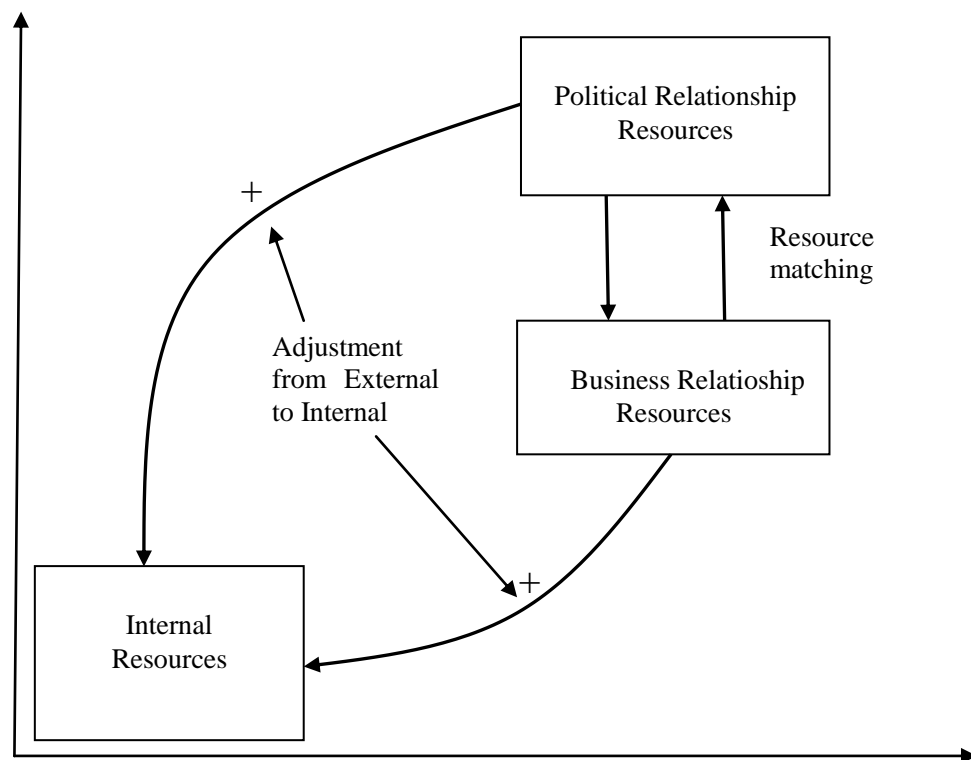 Political Relationship
Resources
+
Resource
matching
Adjustment
from External
to Internal
Business Relatioship
Resources
+
Internal
Resources